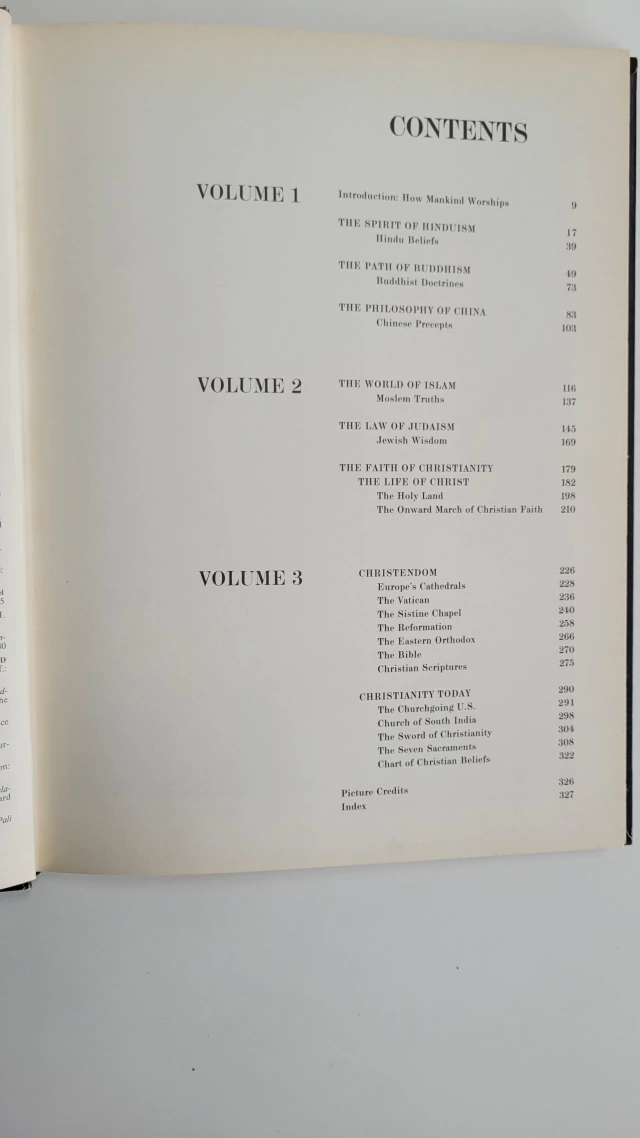 CONTENTS
VOLUME 1
Introduction: How Mankind Worships 9
THE SPIRIT OF HINDUISM 17
Hindu Beliefs 39
THE PATH OF BUDDHISM 49
Buddhist Doctrines 73
THE PHILOSOPHY OF CHINA 83
Chinese Precepts 103
VOLUME 2
THE WORLD OF ISLAM 116
Moslem Truths 137
THE LAW OF JUDAISM 145
Jewish Wisdom 169
THE FAITH OF CHRISTIANITY 179
THE LIFE OF CHRIST 182
The Holy Land 198
The Onward March of Christian Faith 210
VOLUME 3
CHRISTENDOM 226
Europe's Cathedrals 228
The Vatican 236
The Sistine Chapel 240
The Reformation 258
The Eastern Orthodox 266
The Bible 270
Christian Scriptures 275
CHRISTIANITY TODAY 290
The Churchgoing U.S. 291
Church of South India 298
The Sword of Christianity 304
The Seven Sacraments 308
Chart of Christian Beliefs 322
Picture Credits 326
Index 327